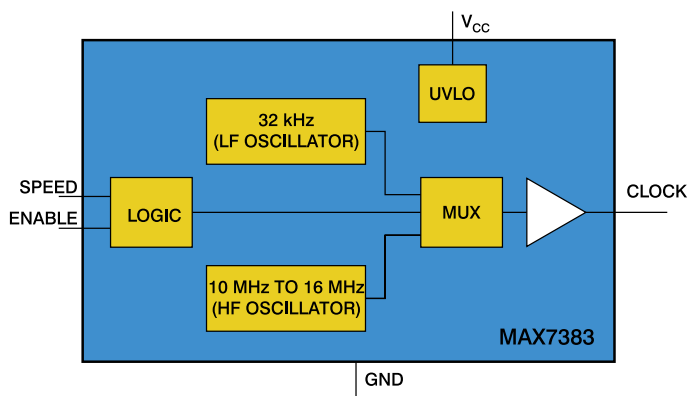 V_CC
UVLO
32 kHz
(LF OSCILLATOR)
SPEED
ENABLE
LOGIC
MUX
CLOCK
10 MHz TO 16 MHz
(HF OSCILLATOR)
MAX7383
GND